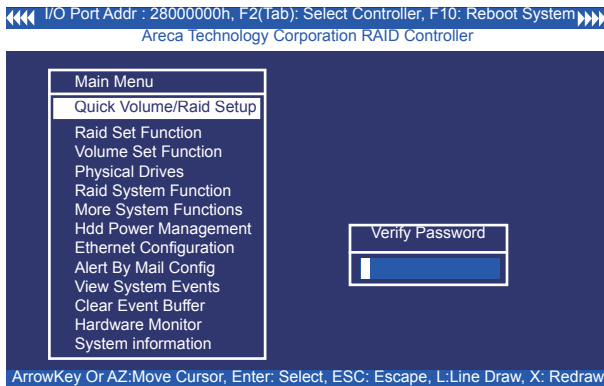 I/O Port Addr : 28000000h, F2(Tab): Select Controller, F10: Reboot System
Areca Technology Corporation RAID Controller
Main Menu
Quick Volume/Raid Setup
Raid Set Function
Volume Set Function
Physical Drives
Raid System Function
More System Functions
Hdd Power Management
Ethernet Configuration
Alert By Mail Config
View System Events
Clear Event Buffer
Hardware Monitor
System information
Verify Password
ArrowKey Or AZ:Move Cursor, Enter: Select, ESC: Escape, L:Line Draw, X: Redraw